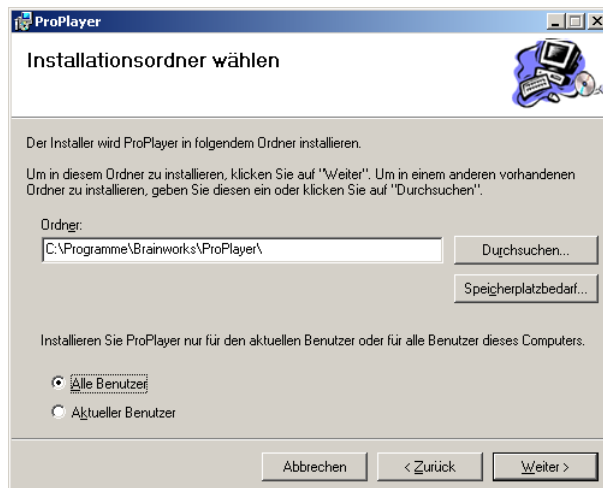 ProPlayer
Installationsordner wählen
Der Installer wird ProPlayer in folgendem Ordner installieren.
Um in diesem Ordner zu installieren, klicken Sie auf "Weiter". Um in einem anderen vorhandenen
Ordner zu installieren, geben Sie diesen ein oder klicken Sie auf "Durchsuchen".
Ordner:
C:\Programme\Brainworks\ProPlayer\
Durchsuchen...
Speicherplatzbedarf...
Installieren Sie ProPlayer nur für den aktuellen Benutzer oder für alle Benutzer dieses Computers.
Alle Benutzer
Aktueller Benutzer
Abbrechen
< Zurück
Weiter >